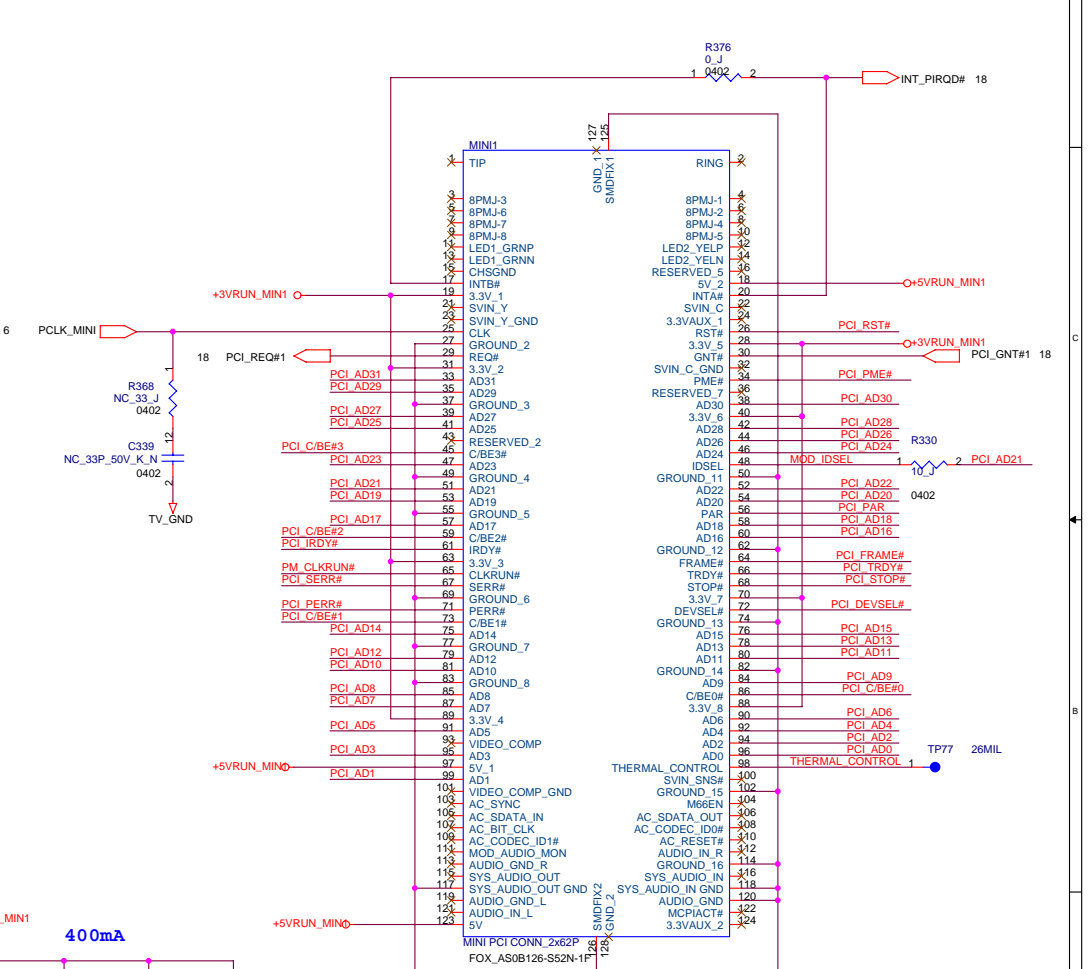 R376
0_J
1 0402 2
INT_PIRQD# 18
127
125
MINI1
GND_1
SMDFIX1
1 TIP RING 2
3 8PMJ-3 8PMJ-1 4
5 8PMJ-6 8PMJ-2 6
7 8PMJ-7 8PMJ-4 8
9 8PMJ-8 8PMJ-5 10
11 LED1_GRNP LED2_YELP 12
13 LED1_GRNN LED2_YELN 14
15 CHSGND RESERVED_5 16
17 INTB# 5V_2 18 +5VRUN_MIN1
+3VRUN_MIN1 19 3.3V_1 INTA# 20
21 SVIN_Y SVIN_C 22
23 SVIN_Y_GND 3.3VAUX_1 24
6 PCLK_MINI 25 CLK RST# 26 PCI_RST#
27 GROUND_2 3.3V_5 28 +3VRUN_MIN1
18 PCI_REQ#1 29 REQ# GNT# 30 PCI_GNT#1 18
31 3.3V_2 SVIN_C_GND 32
PCI_AD31 33 AD31 PME# 34 PCI_PME#
PCI_AD29 35 AD29 RESERVED_7 36
37 GROUND_3 AD30 38 PCI_AD30
PCI_AD27 39 AD27 3.3V_6 40
PCI_AD25 41 AD25 AD28 42 PCI_AD28
43 RESERVED_2 AD26 44 PCI_AD26
PCI_C/BE#3 45 C/BE3# AD24 46 PCI_AD24
PCI_AD23 47 AD23 IDSEL 48 MOD_IDSEL 1 2 PCI_AD21
R330
10_J
0402
49 GROUND_4 GROUND_11 50
PCI_AD21 51 AD21 AD22 52 PCI_AD22
PCI_AD19 53 AD19 AD20 54 PCI_AD20
55 GROUND_5 PAR 56 PCI_PAR
PCI_AD17 57 AD17 AD18 58 PCI_AD18
PCI_C/BE#2 59 C/BE2# AD16 60 PCI_AD16
PCI_IRDY# 61 IRDY# GROUND_12 62
63 3.3V_3 FRAME# 64 PCI_FRAME#
PM_CLKRUN# 65 CLKRUN# TRDY# 66 PCI_TRDY#
PCI_SERR# 67 SERR# STOP# 68 PCI_STOP#
69 GROUND_6 3.3V_7 70
PCI_PERR# 71 PERR# DEVSEL# 72 PCI_DEVSEL#
PCI_C/BE#1 73 C/BE1# GROUND_13 74
PCI_AD14 75 AD14 AD15 76 PCI_AD15
77 GROUND_7 AD13 78 PCI_AD13
PCI_AD12 79 AD12 AD11 80 PCI_AD11
PCI_AD10 81 AD10 GROUND_14 82
83 GROUND_8 AD9 84 PCI_AD9
PCI_AD8 85 AD8 C/BE0# 86 PCI_C/BE#0
PCI_AD7 87 AD7 3.3V_8 88
89 3.3V_4 AD6 90 PCI_AD6
PCI_AD5 91 AD5 AD4 92 PCI_AD4
93 VIDEO_COMP AD2 94 PCI_AD2
PCI_AD3 95 AD3 AD0 96 PCI_AD0
+5VRUN_MIN1 97 5V_1 THERMAL_CONTROL 98 THERMAL_CONTROL 1 TP77 26MIL
PCI_AD1 99 AD1 SVIN_SNS# 100
101 VIDEO_COMP_GND GROUND_15 102
103 AC_SYNC M66EN 104
105 AC_SDATA_IN AC_SDATA_OUT 106
107 AC_BIT_CLK AC_CODEC_ID0# 108
109 AC_CODEC_ID1# AC_RESET# 110
111 MOD_AUDIO_MON AUDIO_IN_R 112
113 AUDIO_GND_R GROUND_16 114
115 SYS_AUDIO_OUT SYS_AUDIO_IN 116
117 SYS_AUDIO_OUT GND SYS_AUDIO_IN GND 118
119 AUDIO_GND_L AUDIO_GND 120
121 AUDIO_IN_L MCPIACT# 122
+5VRUN_MIN1 123 5V 3.3VAUX_2 124
SMDFIX2
GND_2
126
128
MINI PCI CONN_2x62P
FOX_AS0B126-S52N-1F
1
R368
NC_33_J
0402
2
1
C339
NC_33P_50V_K_N
0402
2
TV_GND
_MIN1
400mA
C
B